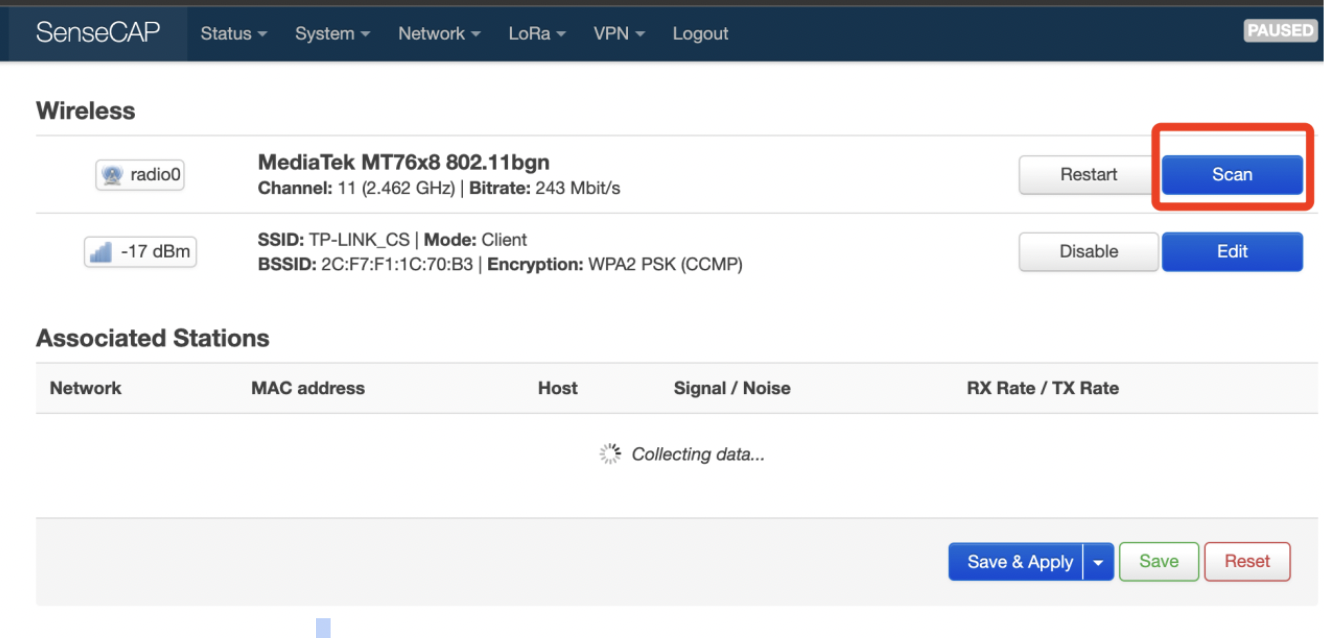 SenseCAP Status System Network LoRa VPN Logout PAUSED
Wireless
radio0
MediaTek MT76x8 802.11bgn
Channel: 11 (2.462 GHz) | Bitrate: 243 Mbit/s
Restart Scan
-17 dBm
SSID: TP-LINK_CS | Mode: Client
BSSID: 2C:F7:F1:1C:70:B3 | Encryption: WPA2 PSK (CCMP)
Disable Edit
Associated Stations
Network MAC address Host Signal / Noise RX Rate / TX Rate
Collecting data...
Save & Apply Save Reset